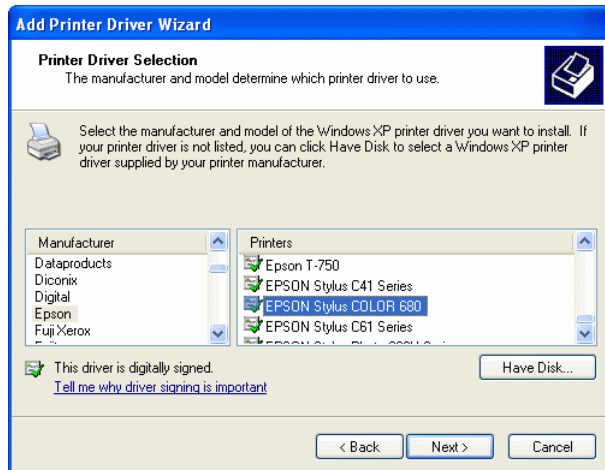 Add Printer Driver Wizard
Printer Driver Selection
The manufacturer and model determine which printer driver to use.
Select the manufacturer and model of the Windows XP printer driver you want to install. If
your printer driver is not listed, you can click Have Disk to select a Windows XP printer
driver supplied by your printer manufacturer.
Manufacturer
Dataproducts
Diconix
Digital
Epson
Fuji Xerox
Printers
Epson T-750
EPSON Stylus C41 Series
EPSON Stylus COLOR 680
EPSON Stylus C61 Series
This driver is digitally signed.
Tell me why driver signing is important
Have Disk...
< Back
Next >
Cancel